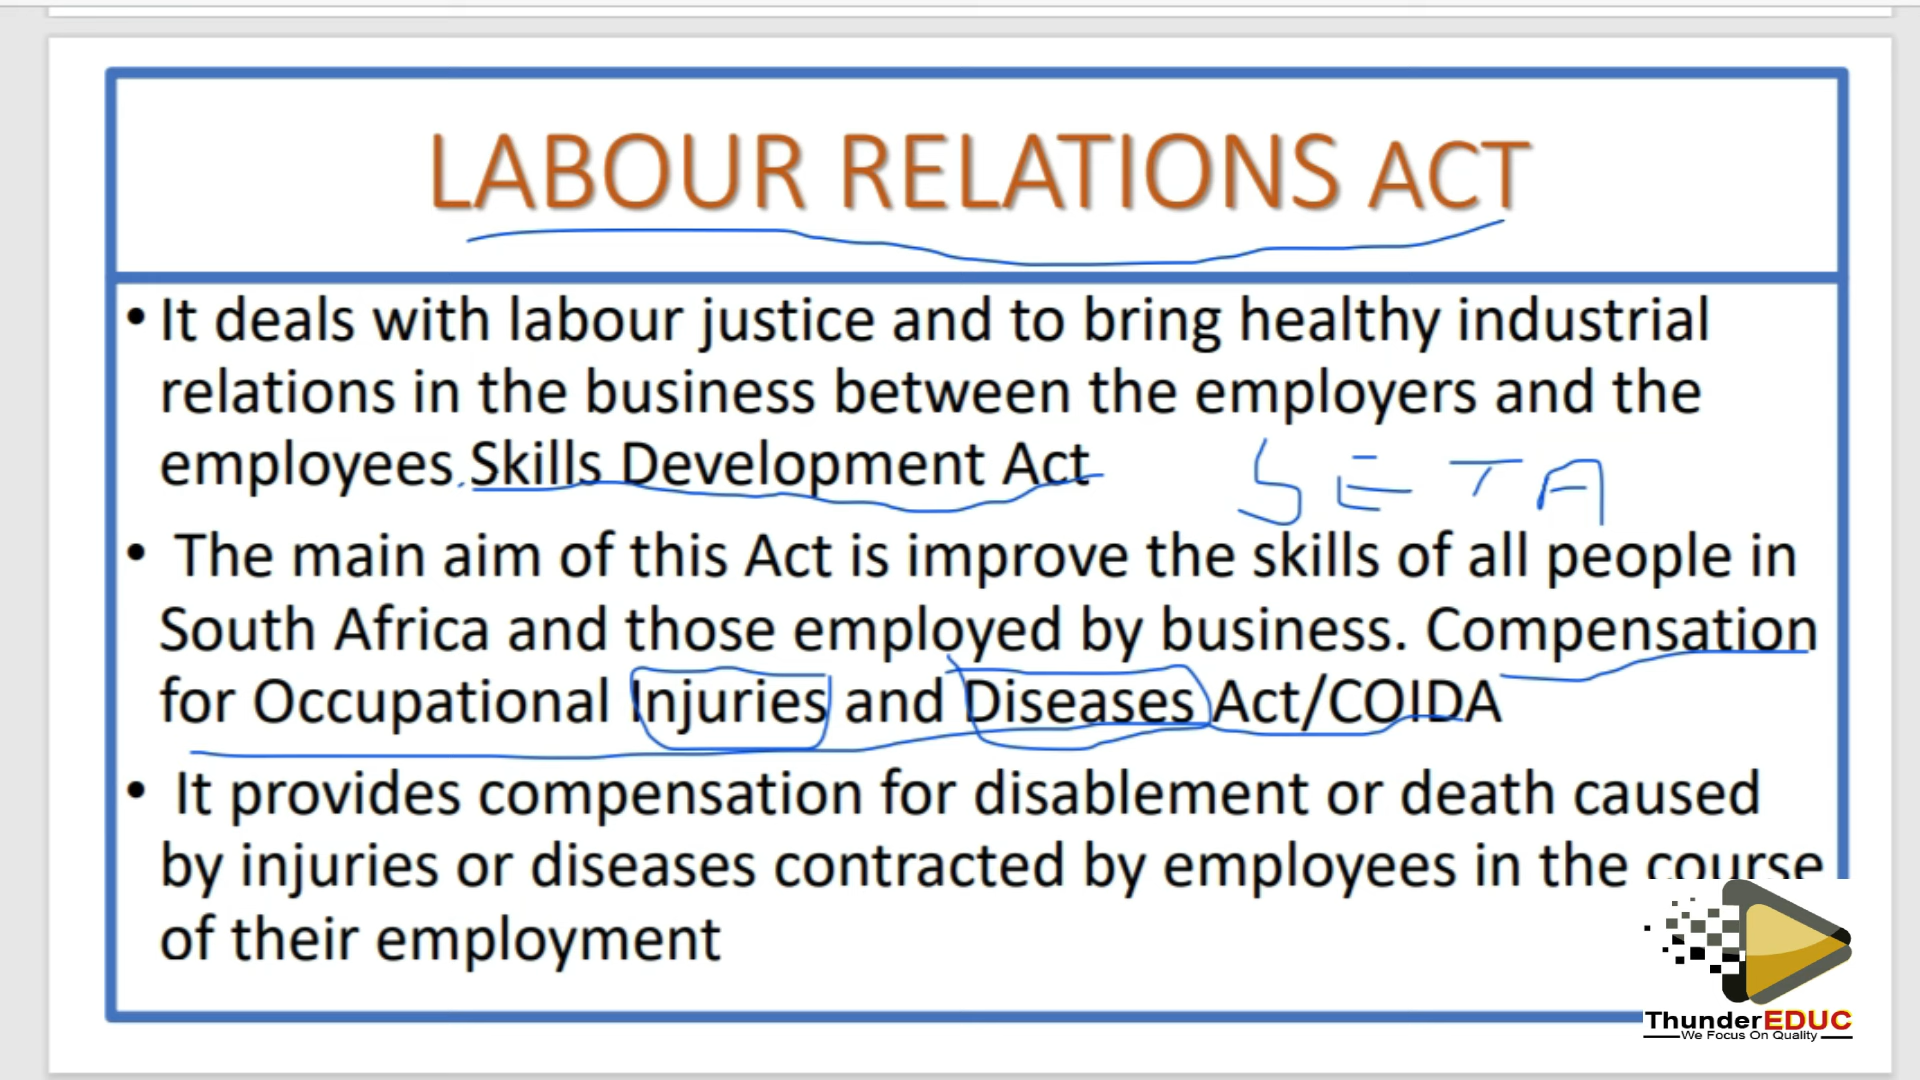 LABOUR RELATIONS ACT
• It deals with labour justice and to bring healthy industrial
relations in the business between the employers and the
employees.Skills Development Act
SETA
• The main aim of this Act is improve the skills of all people in
South Africa and those employed by business. Compensation
for Occupational Injuries and Diseases Act/COIDA
• It provides compensation for disablement or death caused
by injuries or diseases contracted by employees in the course
of their employment
ThunderEDUC
We Focus On Quality